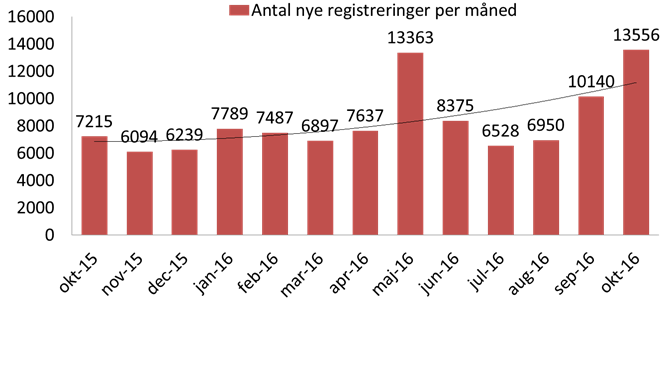 Antal nye registreringer per måned
16000
14000
12000
10000
8000
6000
4000
2000
0
7215
6094
6239
7789
7487
6897
7637
13363
8375
6528
6950
10140
13556
okt-15
nov-15
dec-15
jan-16
feb-16
mar-16
apr-16
maj-16
jun-16
jul-16
aug-16
sep-16
okt-16